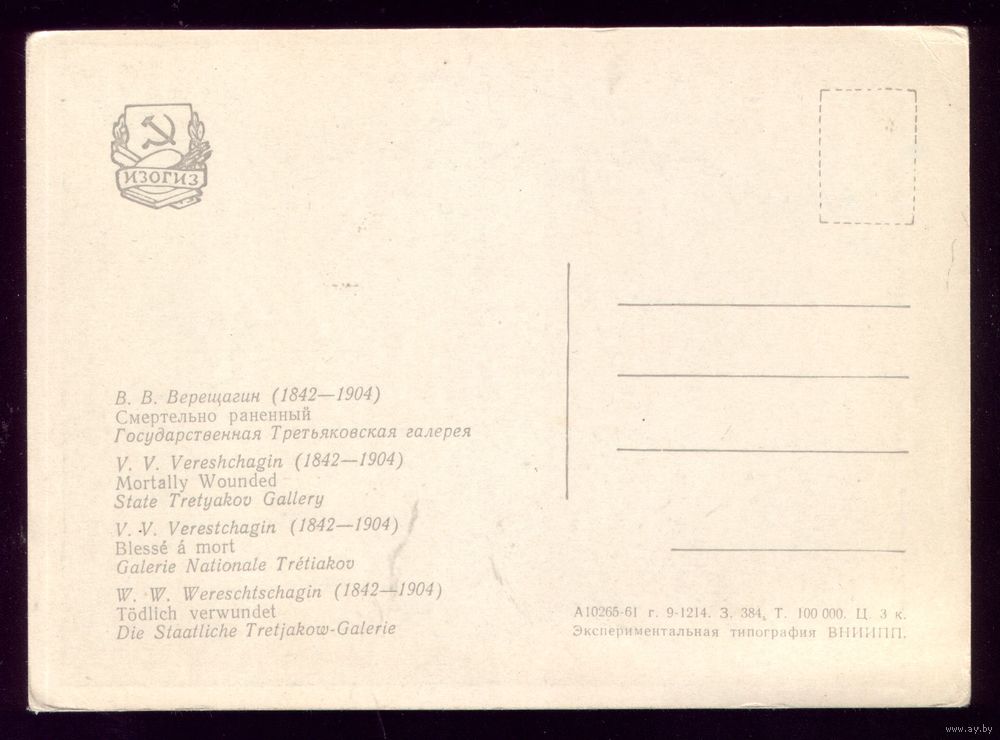 ИЗОГИЗ
В. В. Верещагин (1842—1904)
Смертельно раненный
Государственная Третьяковская галерея
V. V. Vereshchagin (1842—1904)
Mortally Wounded
State Tretyakov Gallery
V. V. Verestchagin (1842—1904)
Blessé á mort
Galerie Nationale Trétiakov
W. W. Wereschtschagin (1842—1904)
Tödlich verwundet
Die Staatliche Tretjakow-Galerie
А10265-61 г. 9-1214. З. 384. Т. 100 000. Ц. 3 к.
Экспериментальная типография ВНИИПП.
www.ay.by